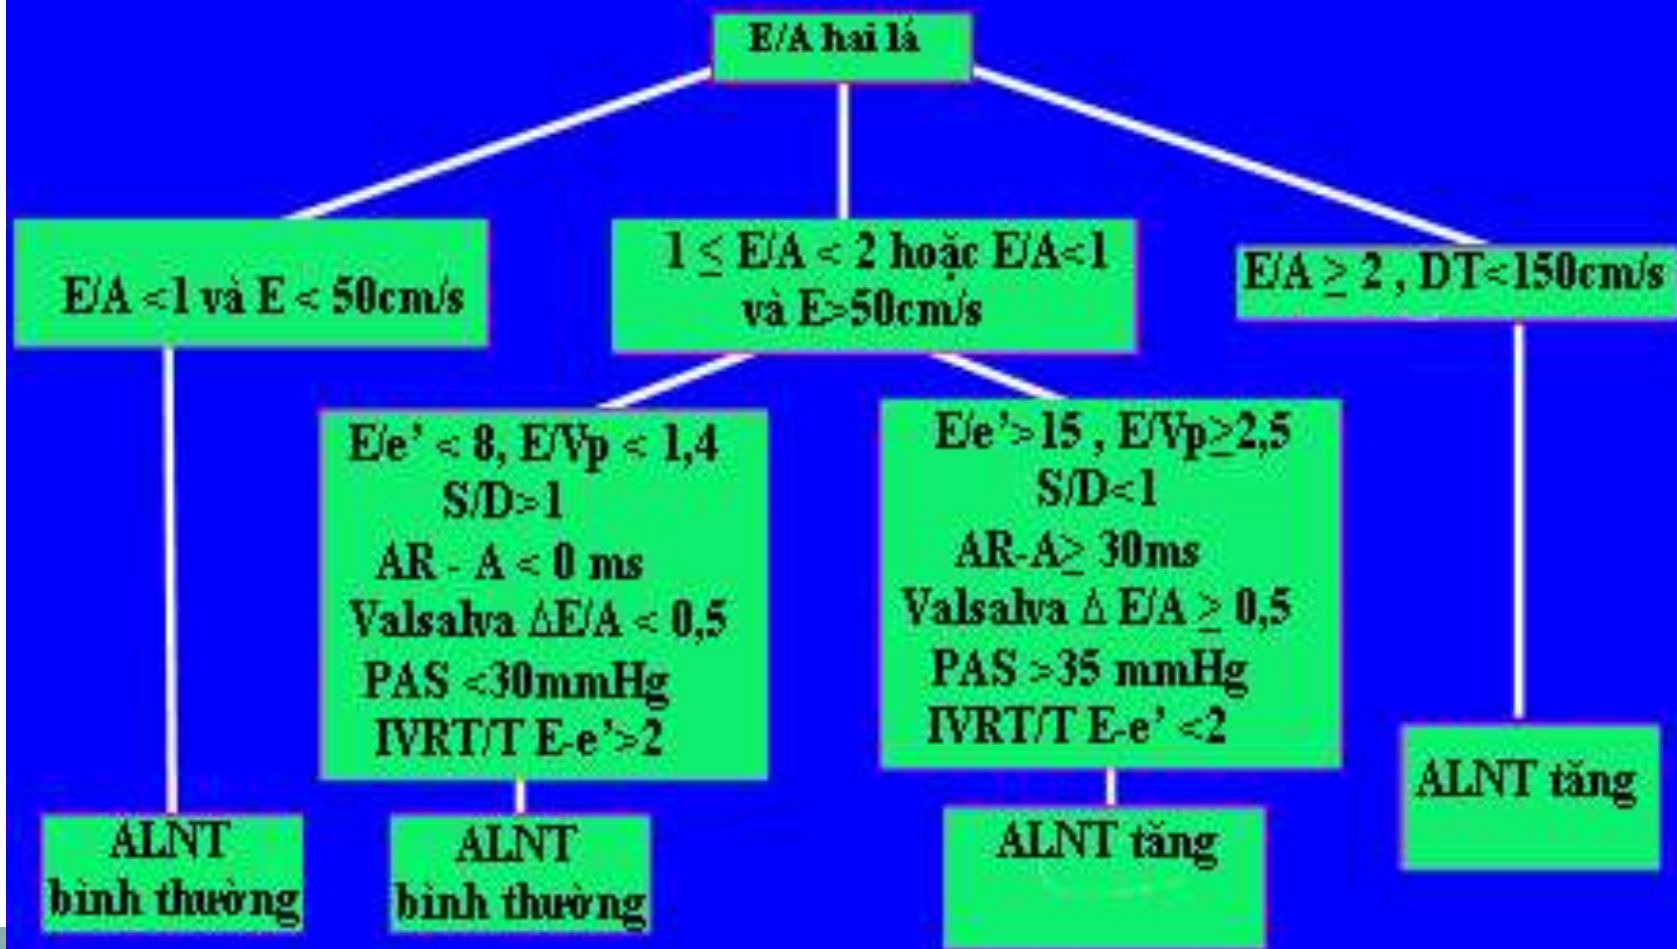 E/A hai lá
E/A <1 và E < 50cm/s
1 ≤ E/A < 2 hoặc E/A<1
và E>50cm/s
E/A ≥ 2 , DT<150cm/s
E/e’ < 8, E/Vp < 1,4
S/D>1
AR - A < 0 ms
Valsalva ΔE/A < 0,5
PAS <30mmHg
IVRT/T E-e’>2
E/e’>15 , E/Vp≥2,5
S/D<1
AR-A≥ 30ms
Valsalva Δ E/A ≥ 0,5
PAS >35 mmHg
IVRT/T E-e’ <2
ALNT
bình thường
ALNT
bình thường
ALNT tăng
ALNT tăng